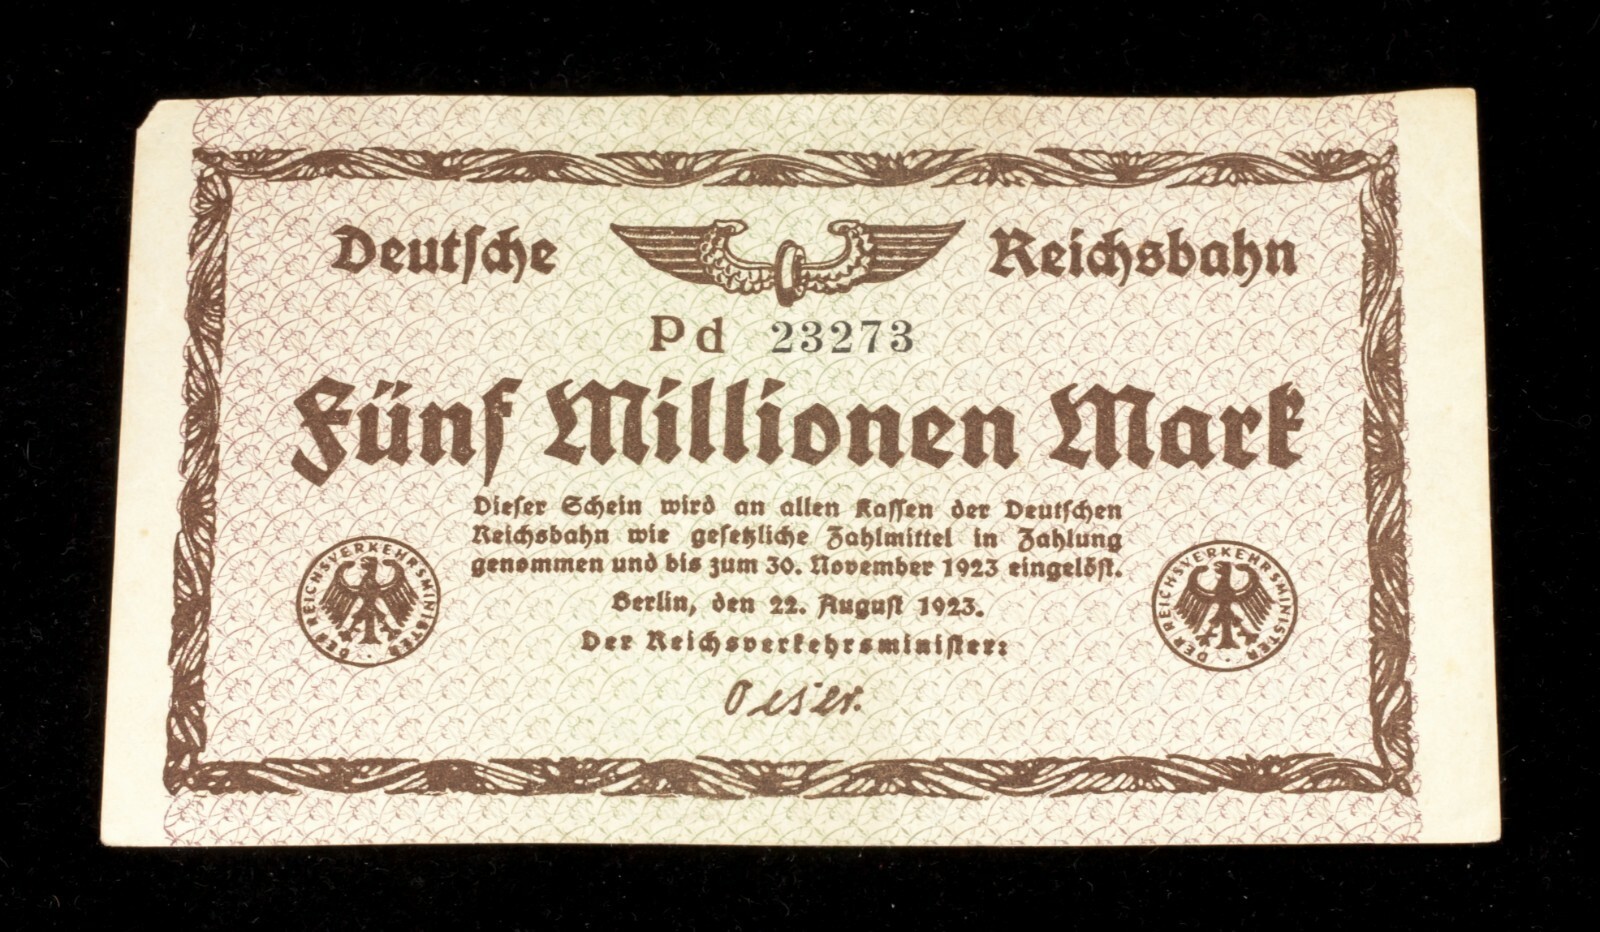 Deutsche Reichsbahn
Pd 23273
Fünf Millionen Mark
Dieser Schein wird an allen Kassen der Deutschen
Reichsbahn wie gesetzliche Zahlmittel in Zahlung
genommen und bis zum 30. November 1923 eingelöst.
Berlin, den 22. August 1923.
Der Reichsverkehrsminister:
Oeser.
DER REICHSVERKEHRSMINISTER
DER REICHSVERKEHRSMINISTER